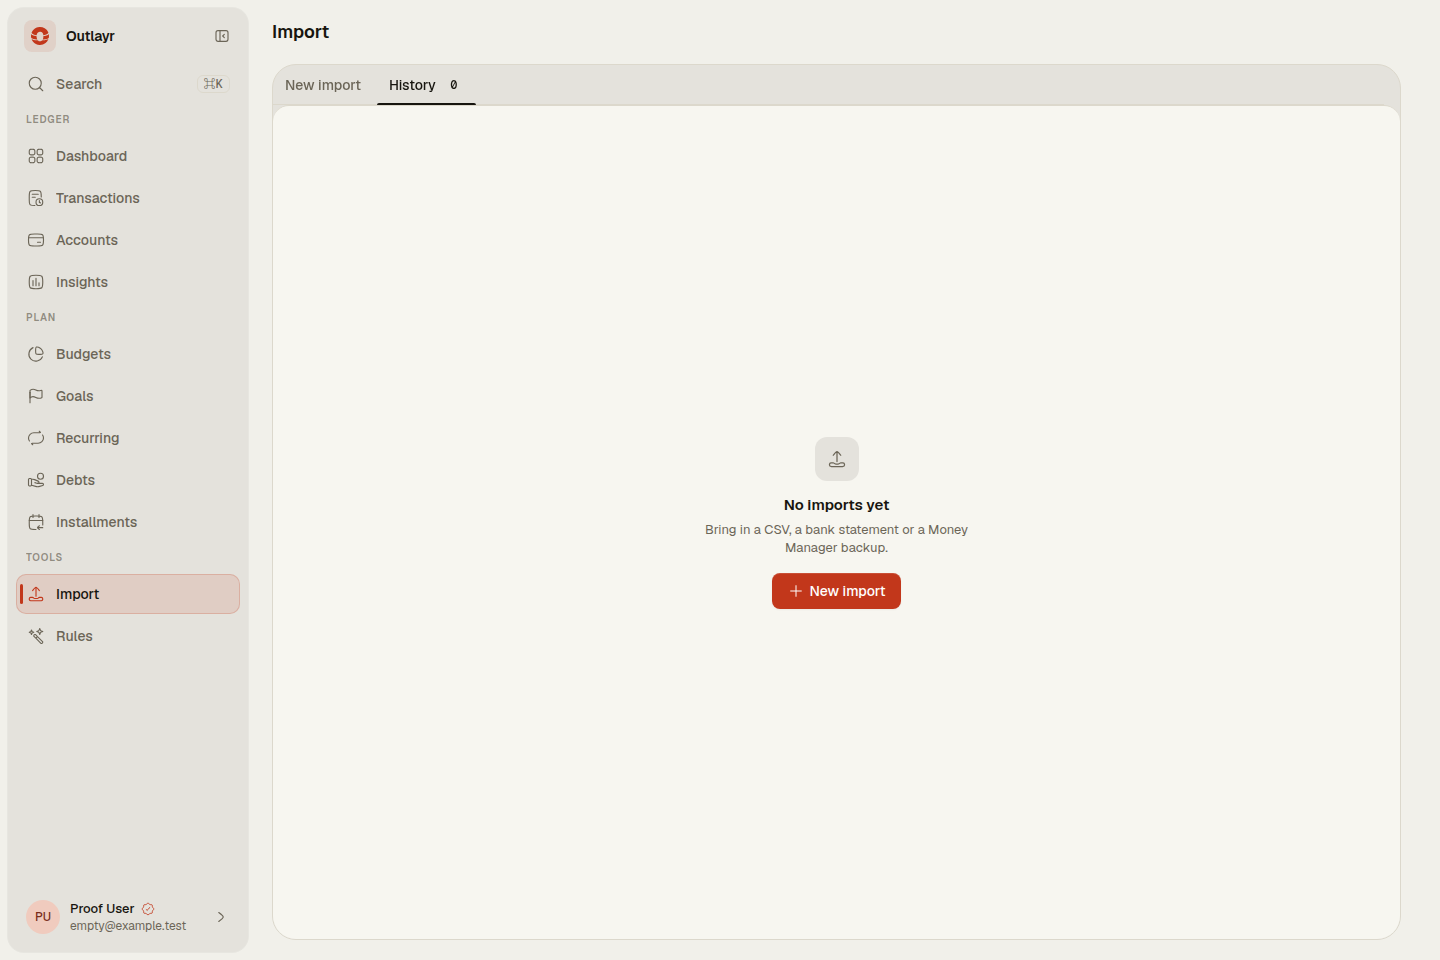 Outlayr
Search
⌘K
LEDGER
Dashboard
Transactions
Accounts
Insights
PLAN
Budgets
Goals
Recurring
Debts
Installments
TOOLS
Import
Rules
PU
Proof User
empty@example.test
Import
New import
History 0
No imports yet
Bring in a CSV, a bank statement or a Money
Manager backup.
New import